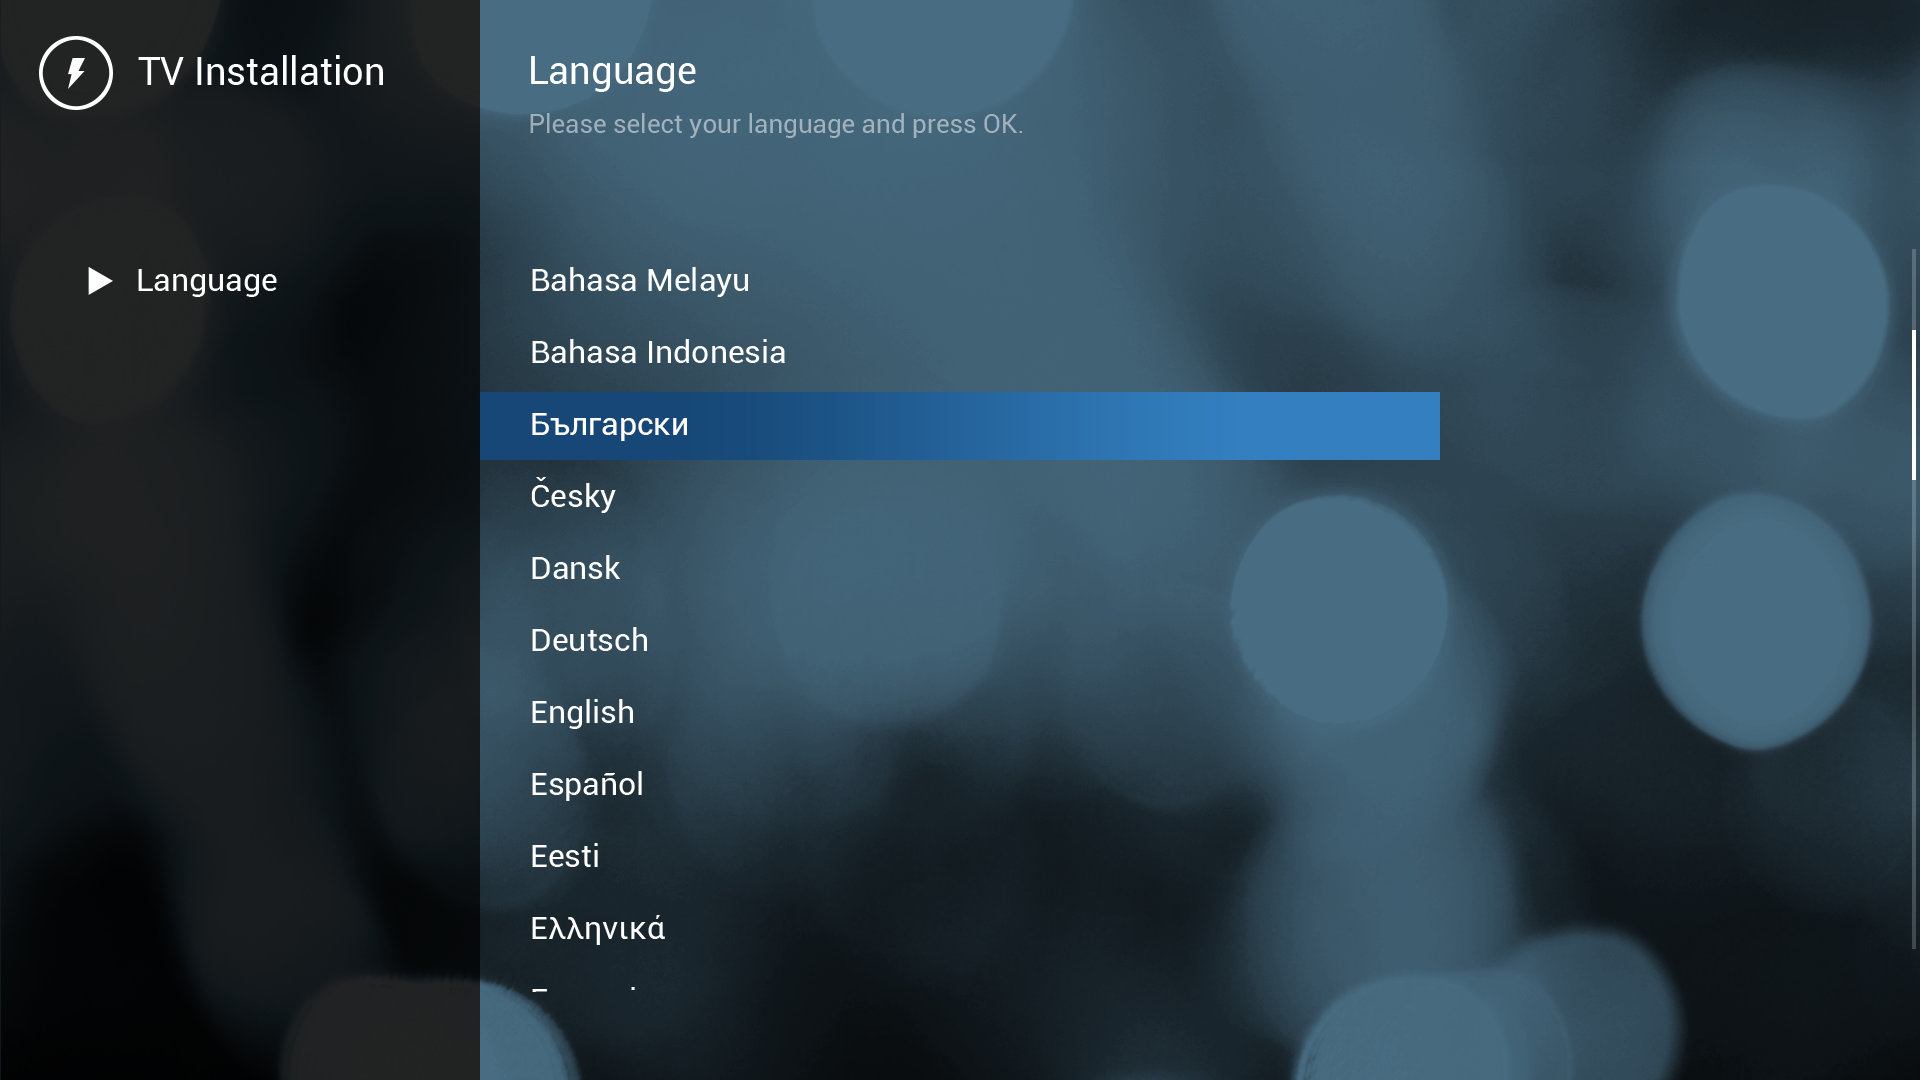 TV Installation
Language
Language
Please select your language and press OK.
Bahasa Melayu
Bahasa Indonesia
Български
Česky
Dansk
Deutsch
English
Español
Eesti
Ελληνικά